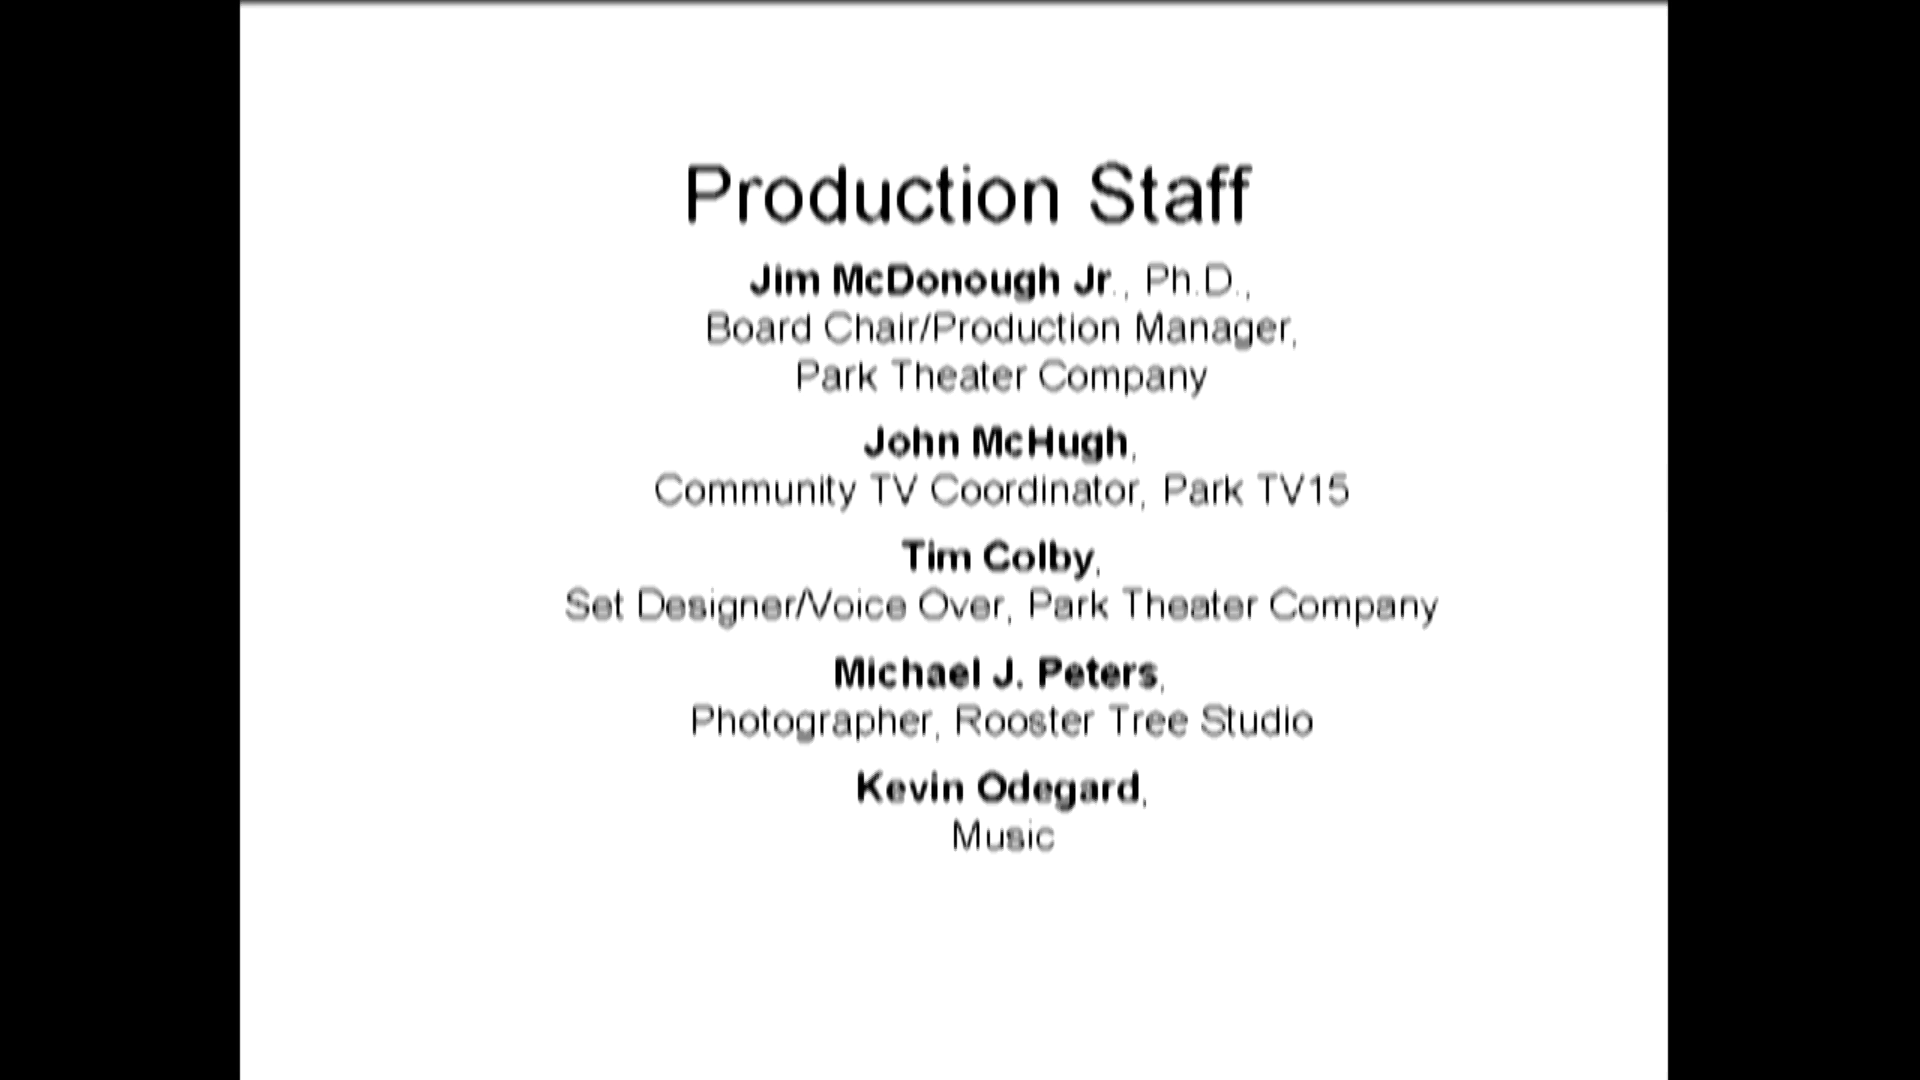 Production Staff
Jim McDonough Jr., Ph.D.,
Board Chair/Production Manager,
Park Theater Company
John McHugh,
Community TV Coordinator, Park TV15
Tim Colby,
Set Designer/Voice Over, Park Theater Company
Michael J. Peters,
Photographer, Rooster Tree Studio
Kevin Odegard,
Music